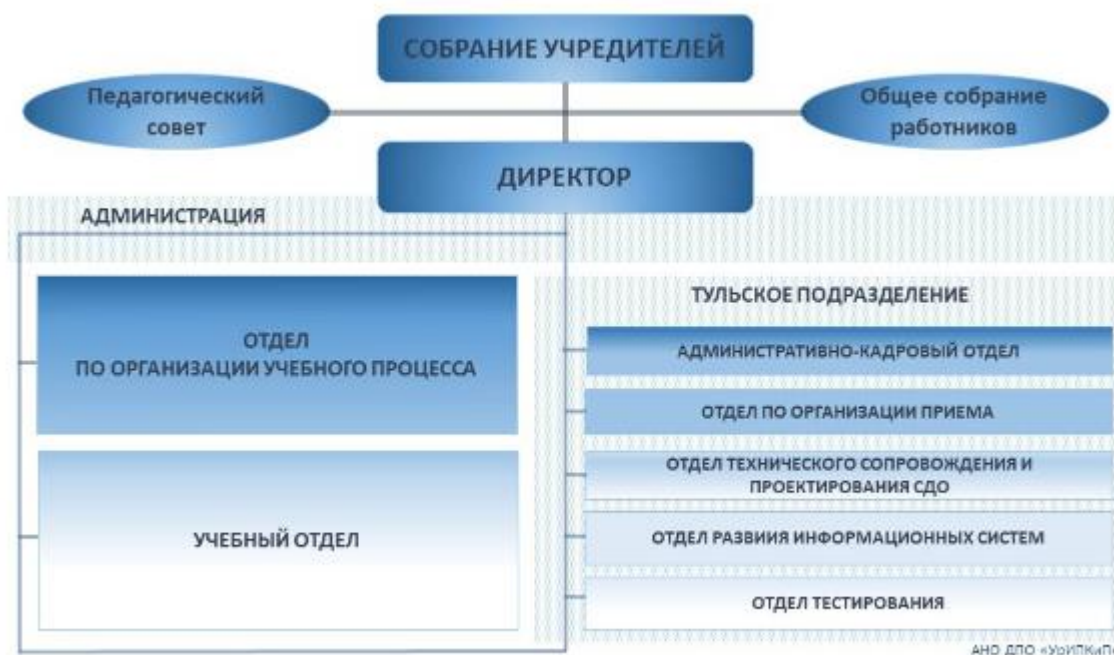 СОБРАНИЕ УЧРЕДИТЕЛЕЙ
Педагогический
совет
Общее собрание
работников
ДИРЕКТОР
АДМИНИСТРАЦИЯ
ОТДЕЛ
ПО ОРГАНИЗАЦИИ УЧЕБНОГО ПРОЦЕССА
УЧЕБНЫЙ ОТДЕЛ
ТУЛЬСКОЕ ПОДРАЗДЕЛЕНИЕ
АДМИНИСТРАТИВНО-КАДРОВЫЙ ОТДЕЛ
ОТДЕЛ ПО ОРГАНИЗАЦИИ ПРИЕМА
ОТДЕЛ ТЕХНИЧЕСКОГО СОПРОВОЖДЕНИЯ И
ПРОЕКТИРОВАНИЯ СДО
ОТДЕЛ РАЗВИИЯ ИНФОРМАЦИОННЫХ СИСТЕМ
ОТДЕЛ ТЕСТИРОВАНИЯ
АНО ДПО «УрИПКиП»